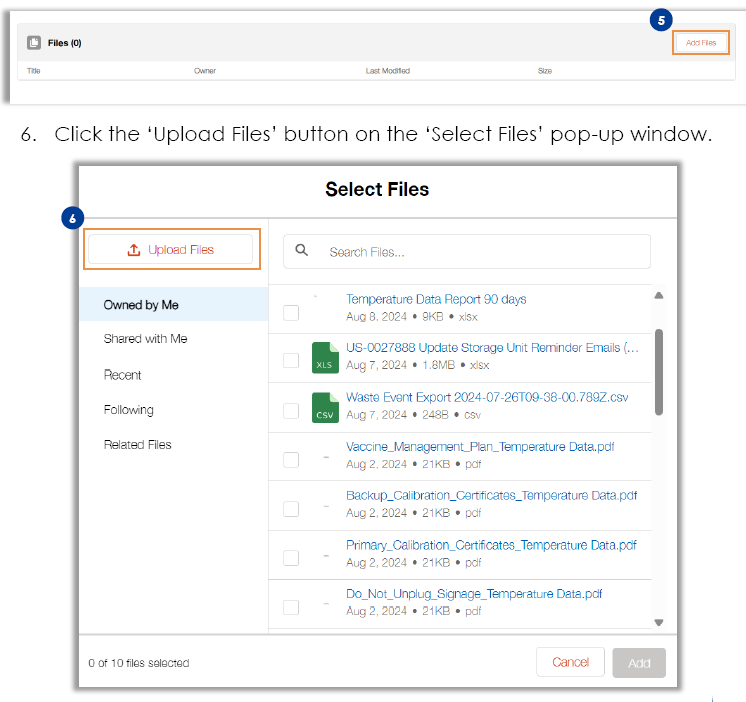 5
Files (0)
Add Files
Title Owner Last Modified Size
6. Click the ‘Upload Files’ button on the ‘Select Files’ pop-up window.
Select Files
6
Upload Files
Search Files...
Owned by Me
Shared with Me
Recent
Following
Related Files
Temperature Data Report 90 days
Aug 8, 2024 • 9KB • xlsx
XLS
US-0027888 Update Storage Unit Reminder Emails (...
Aug 7, 2024 • 1.8MB • xlsx
CSV
Waste Event Export 2024-07-26T09-38-00.789Z.csv
Aug 7, 2024 • 248B • csv
Vaccine_Management_Plan_Temperature Data.pdf
Aug 2, 2024 • 21KB • pdf
Backup_Calibration_Certificates_Temperature Data.pdf
Aug 2, 2024 • 21KB • pdf
Primary_Calibration_Certificates_Temperature Data.pdf
Aug 2, 2024 • 21KB • pdf
Do_Not_Unplug_Signage_Temperature Data.pdf
Aug 2, 2024 • 21KB • pdf
0 of 10 files selected
Cancel
Add